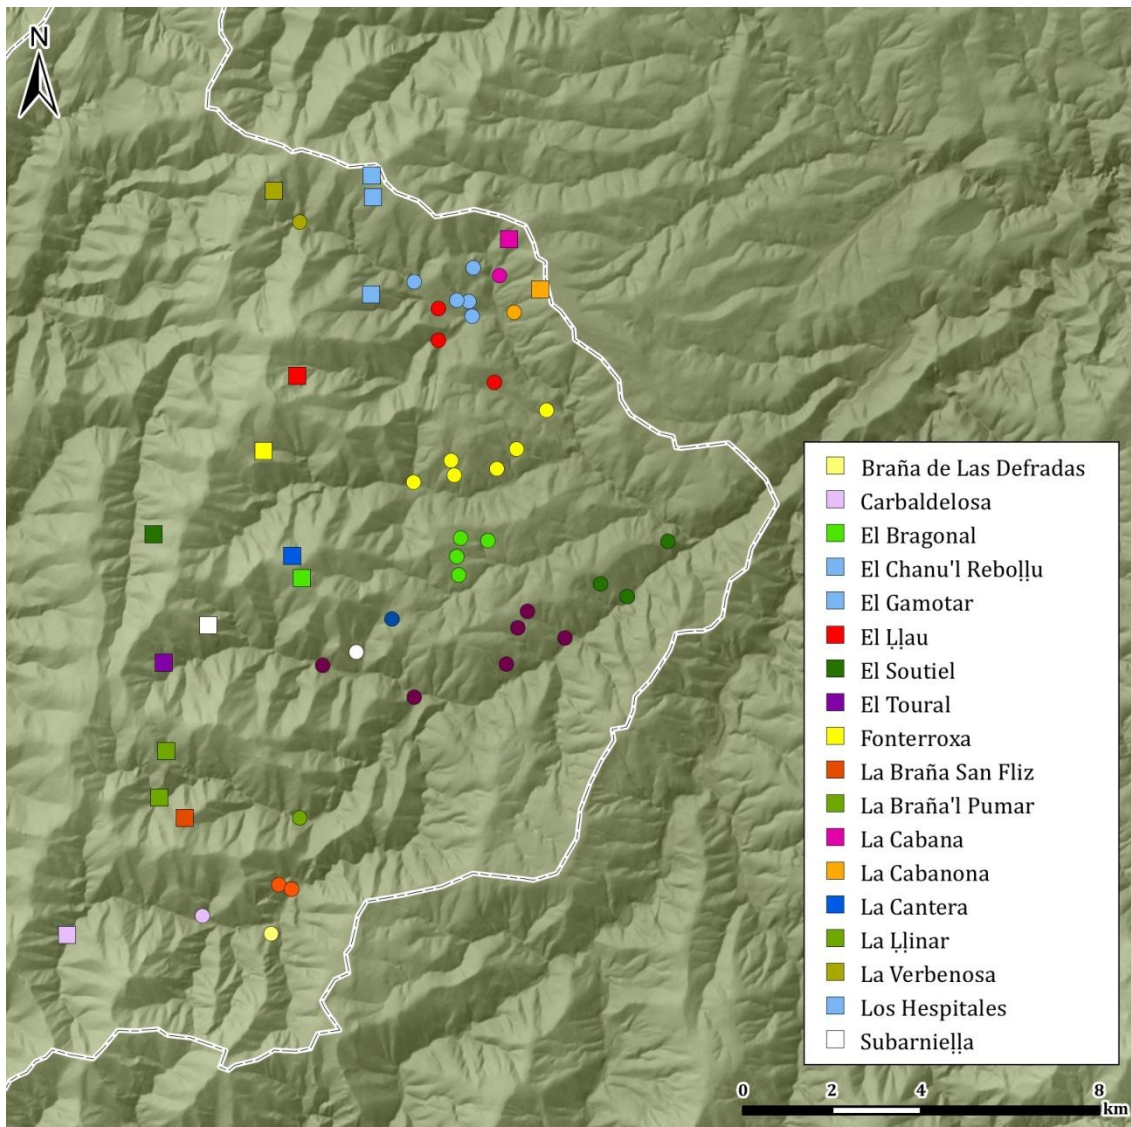 N
Braña de Las Defradas
Carbaldelosa
El Bragonal
El Chanu'l Reboḷḷu
El Gamotar
El Ḷḷau
El Soutiel
El Toural
Fonterroxa
La Braña San Fliz
La Braña'l Pumar
La Cabana
La Cabanona
La Cantera
La Ḷḷinar
La Verbenosa
Los Hespitales
Subarnieḷḷa
0 2 4 8
km